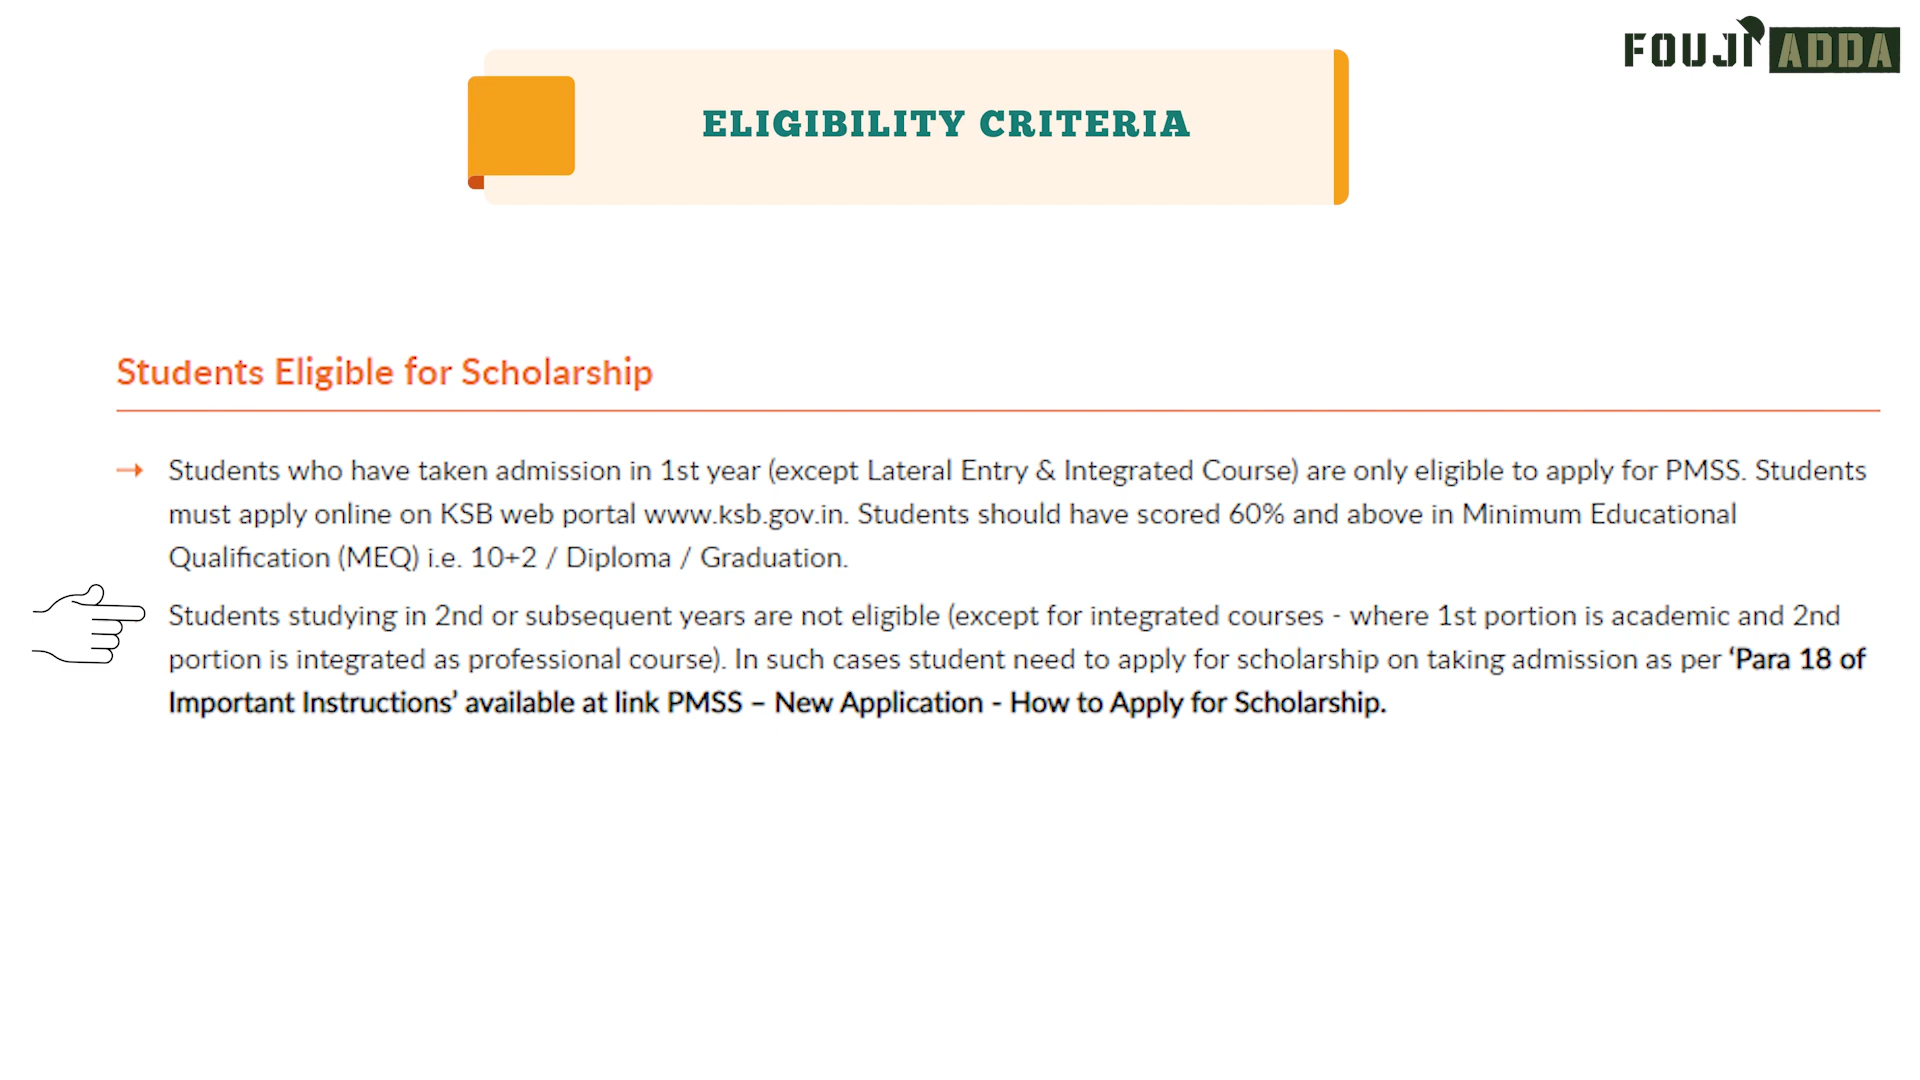 FOUJI ADDA
ELIGIBILITY CRITERIA
Students Eligible for Scholarship
→ Students who have taken admission in 1st year (except Lateral Entry & Integrated Course) are only eligible to apply for PMSS. Students
must apply online on KSB web portal www.ksb.gov.in. Students should have scored 60% and above in Minimum Educational
Qualification (MEQ) i.e. 10+2 / Diploma / Graduation.
Students studying in 2nd or subsequent years are not eligible (except for integrated courses - where 1st portion is academic and 2nd
portion is integrated as professional course). In such cases student need to apply for scholarship on taking admission as per ‘Para 18 of
Important Instructions’ available at link PMSS – New Application - How to Apply for Scholarship.